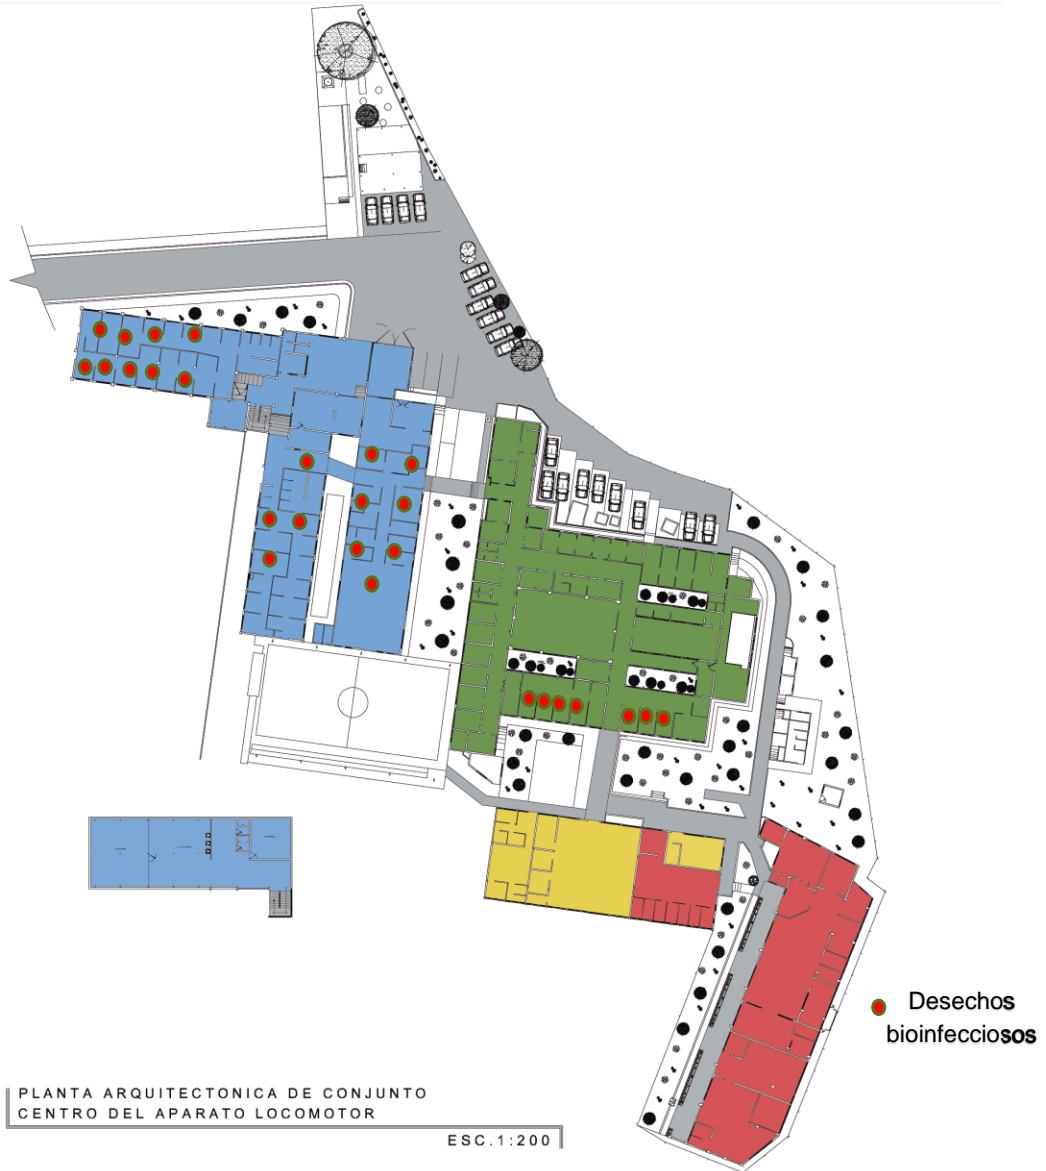 Desechos
bioinfecciosos
PLANTA ARQUITECTONICA DE CONJUNTO
CENTRO DEL APARATO LOCOMOTOR
ESC.1:200